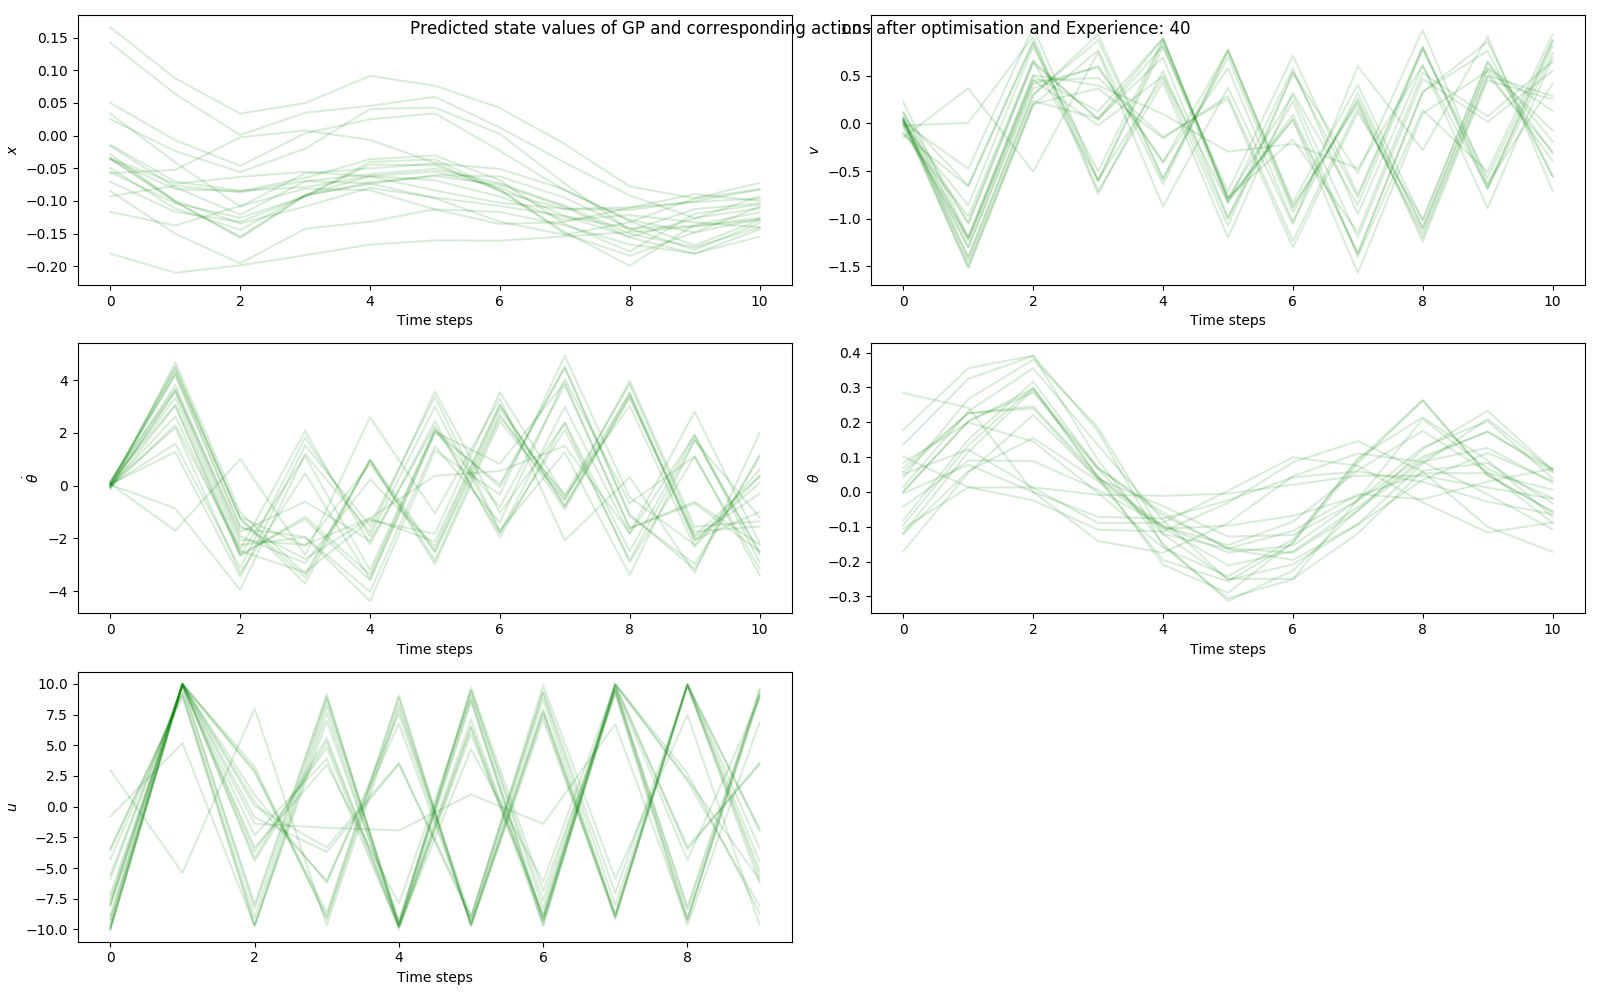 Predicted state values of GP and corresponding actions after optimisation and Experience: 40
0.15
0.10
0.05
0.00
−0.05
−0.10
−0.15
−0.20
x
0 2 4 6 8 10
Time steps
1.0
0.5
0.0
−0.5
−1.0
−1.5
v
0 2 4 6 8 10
Time steps
4
2
0
−2
−4
θ̇
0 2 4 6 8 10
Time steps
0.4
0.3
0.2
0.1
0.0
−0.1
−0.2
−0.3
θ
0 2 4 6 8 10
Time steps
10.0
7.5
5.0
2.5
0.0
−2.5
−5.0
−7.5
−10.0
u
0 2 4 6 8
Time steps